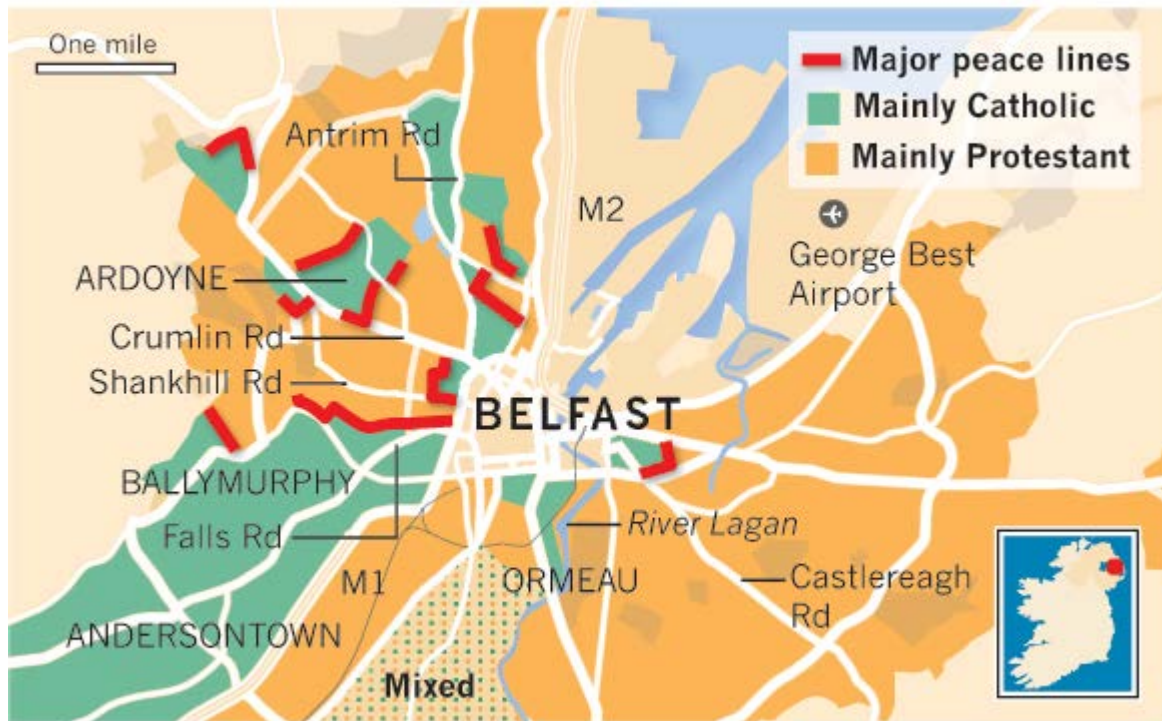 One mile
Major peace lines
Mainly Catholic
Mainly Protestant
Antrim Rd
M2
George Best
Airport
ARDOYNE
Crumlin Rd
Shankhill Rd
BELFAST
BALLYMURPHY
Falls Rd
River Lagan
M1
ORMEAU
Castlereagh
Rd
ANDERSONTOWN
Mixed